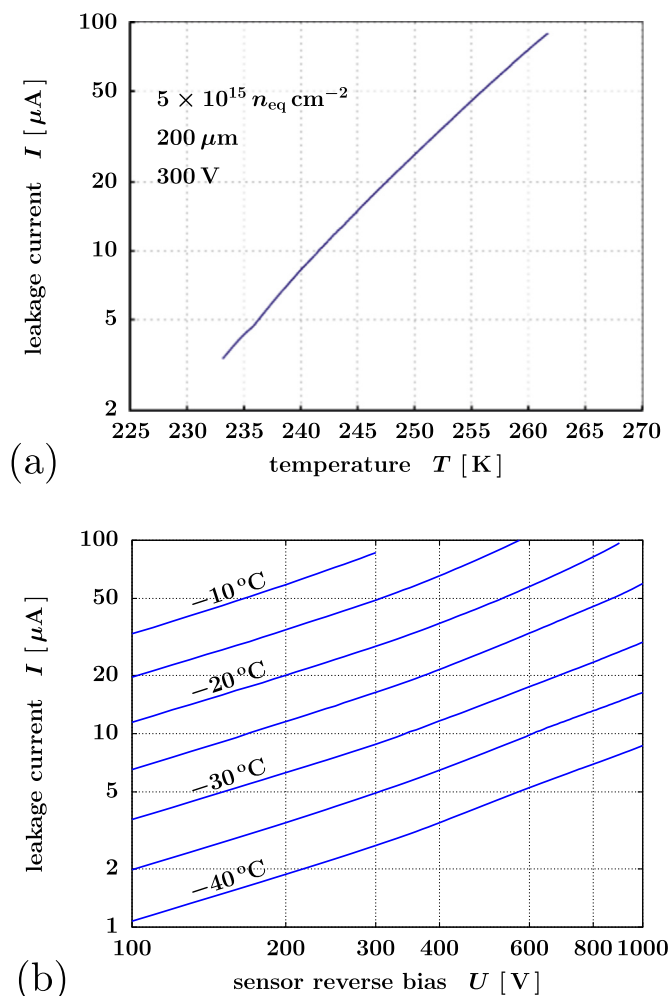 100
50
20
10
5
2
leakage current I [ μA ]
5 × 10¹⁵ n_eq cm⁻²
200 μm
300 V
225 230 235 240 245 250 255 260 265 270
temperature T [ K ]
(a)
100
50
20
10
5
2
1
leakage current I [ μA ]
−10 °C
−20 °C
−30 °C
−40 °C
100 200 300 400 600 800 1000
sensor reverse bias U [ V ]
(b)